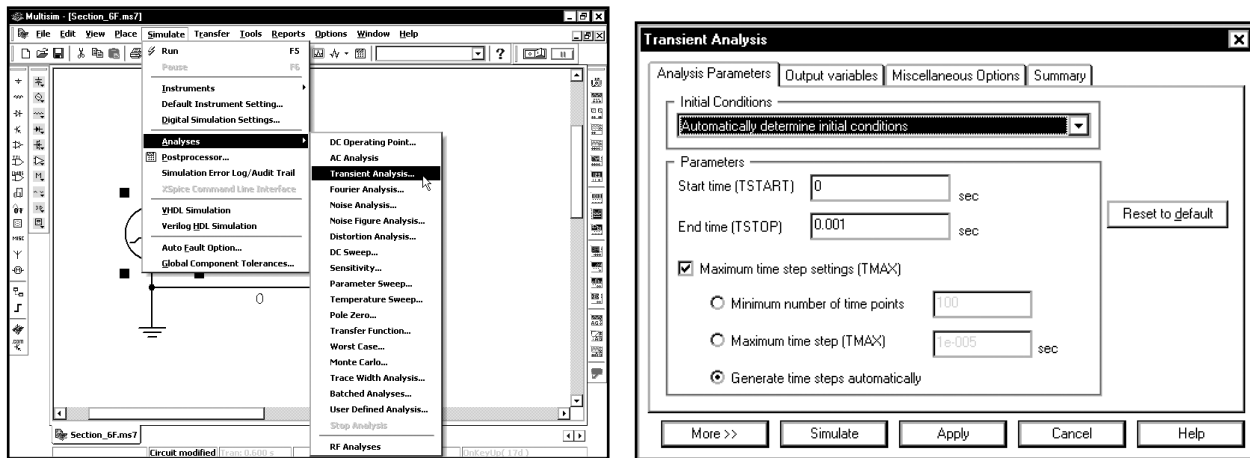 Multisim - [Section_6F.ms7]
File Edit View Place Simulate Transfer Tools Reports Options Window Help
Run F5
Pause F6
Instruments
Default Instrument Setting...
Digital Simulation Settings...
Analyses
Postprocessor...
Simulation Error Log/Audit Trail
XSpice Command Line Interface
VHDL Simulation
Verilog HDL Simulation
Auto Fault Option...
Global Component Tolerances...
DC Operating Point...
AC Analysis
Transient Analysis...
Fourier Analysis...
Noise Analysis...
Noise Figure Analysis...
Distortion Analysis...
DC Sweep...
Sensitivity...
Parameter Sweep...
Temperature Sweep...
Pole Zero...
Transfer Function...
Worst Case...
Monte Carlo...
Trace Width Analysis...
Batched Analyses...
User Defined Analysis...
Stop Analysis
RF Analyses
MISC
0
Section_6F.ms7
Circuit modified Tran: 0.600 s
OnKeyUp( 17d )
Transient Analysis
Analysis Parameters Output variables Miscellaneous Options Summary
Initial Conditions
Automatically determine initial conditions
Parameters
Start time (TSTART) 0 sec
End time (TSTOP) 0.001 sec
Reset to default
Maximum time step settings (TMAX)
Minimum number of time points 100
Maximum time step (TMAX) 1e-005 sec
Generate time steps automatically
More >> Simulate Apply Cancel Help